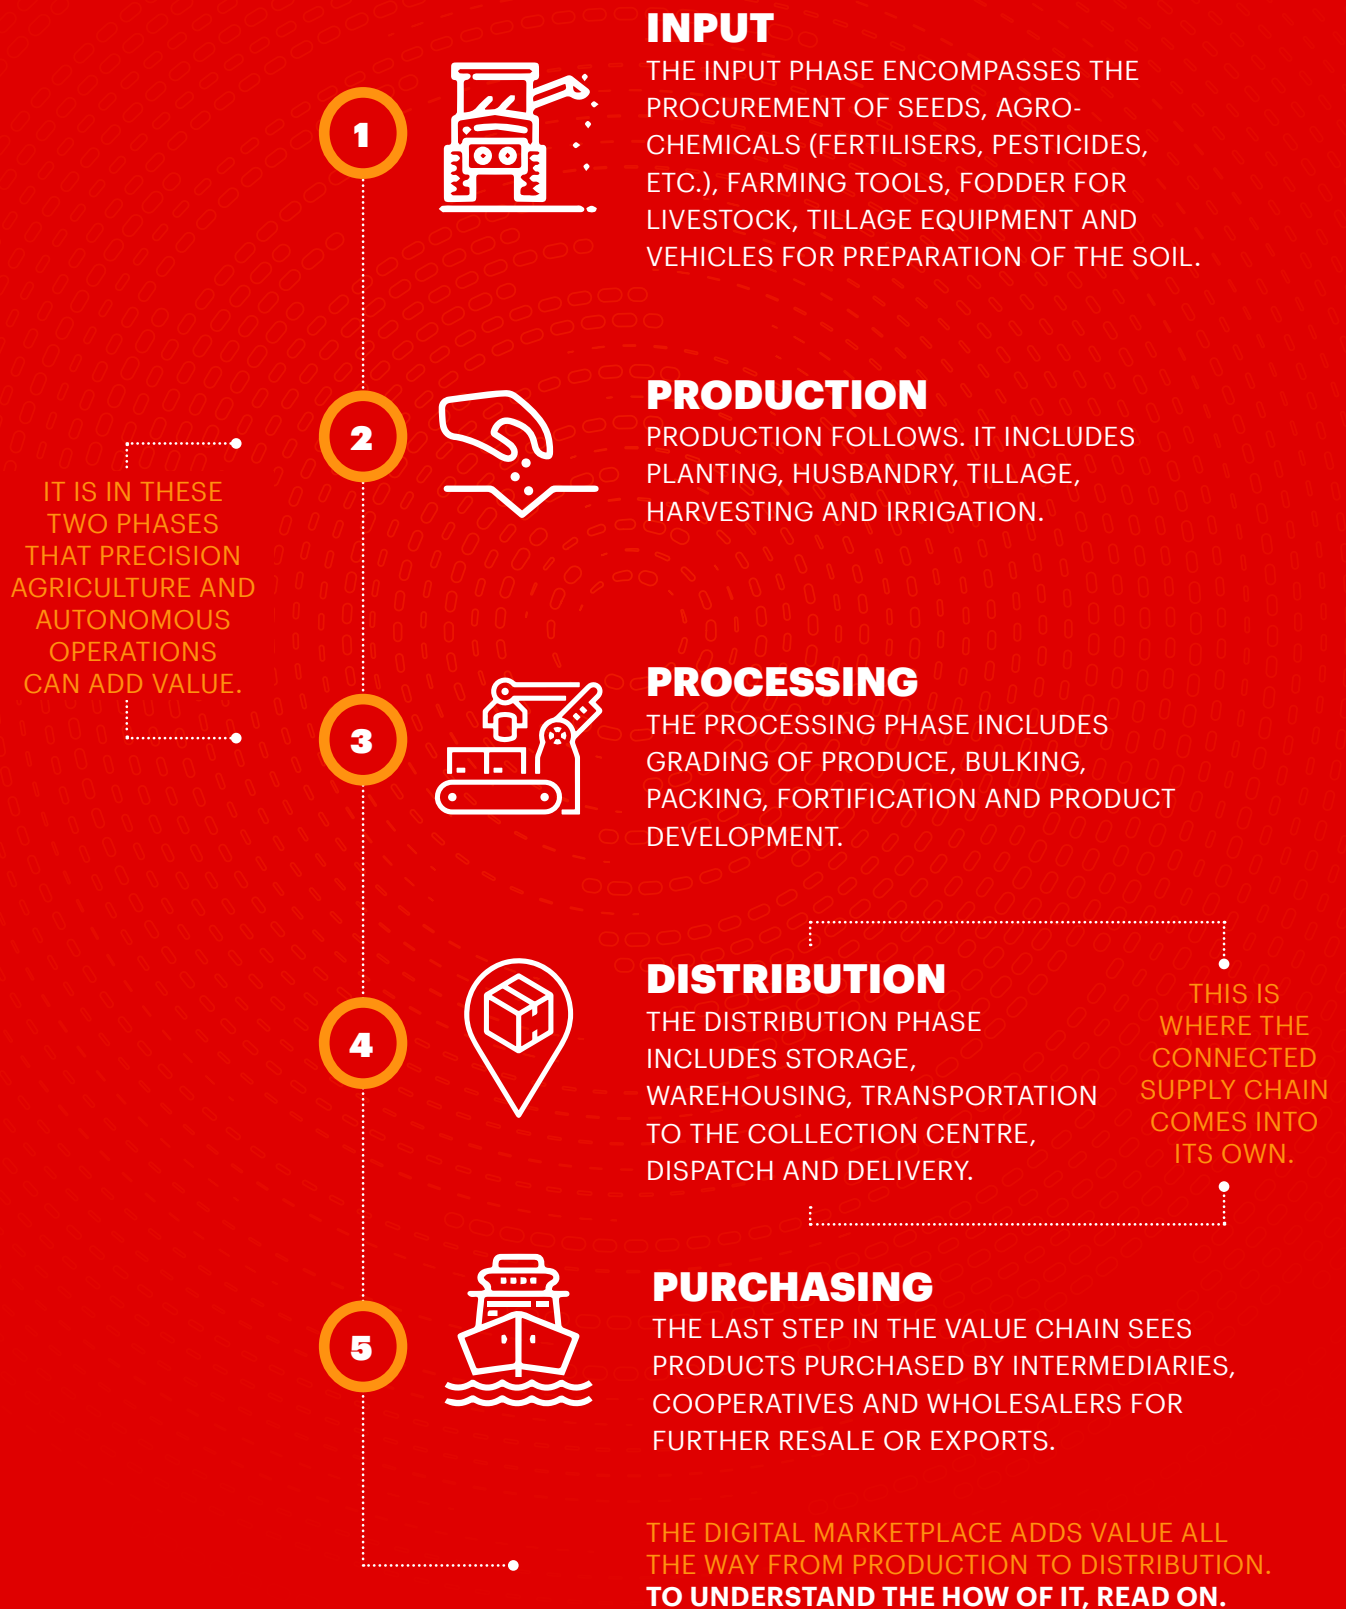 1
INPUT
THE INPUT PHASE ENCOMPASSES THE
PROCUREMENT OF SEEDS, AGRO-
CHEMICALS (FERTILISERS, PESTICIDES,
ETC.), FARMING TOOLS, FODDER FOR
LIVESTOCK, TILLAGE EQUIPMENT AND
VEHICLES FOR PREPARATION OF THE SOIL.
2
PRODUCTION
PRODUCTION FOLLOWS. IT INCLUDES
PLANTING, HUSBANDRY, TILLAGE,
HARVESTING AND IRRIGATION.
IT IS IN THESE
TWO PHASES
THAT PRECISION
AGRICULTURE AND
AUTONOMOUS
OPERATIONS
CAN ADD VALUE.
3
PROCESSING
THE PROCESSING PHASE INCLUDES
GRADING OF PRODUCE, BULKING,
PACKING, FORTIFICATION AND PRODUCT
DEVELOPMENT.
4
DISTRIBUTION
THE DISTRIBUTION PHASE
INCLUDES STORAGE,
WAREHOUSING, TRANSPORTATION
TO THE COLLECTION CENTRE,
DISPATCH AND DELIVERY.
THIS IS
WHERE THE
CONNECTED
SUPPLY CHAIN
COMES INTO
ITS OWN.
5
PURCHASING
THE LAST STEP IN THE VALUE CHAIN SEES
PRODUCTS PURCHASED BY INTERMEDIARIES,
COOPERATIVES AND WHOLESALERS FOR
FURTHER RESALE OR EXPORTS.
THE DIGITAL MARKETPLACE ADDS VALUE ALL
THE WAY FROM PRODUCTION TO DISTRIBUTION.
TO UNDERSTAND THE HOW OF IT, READ ON.